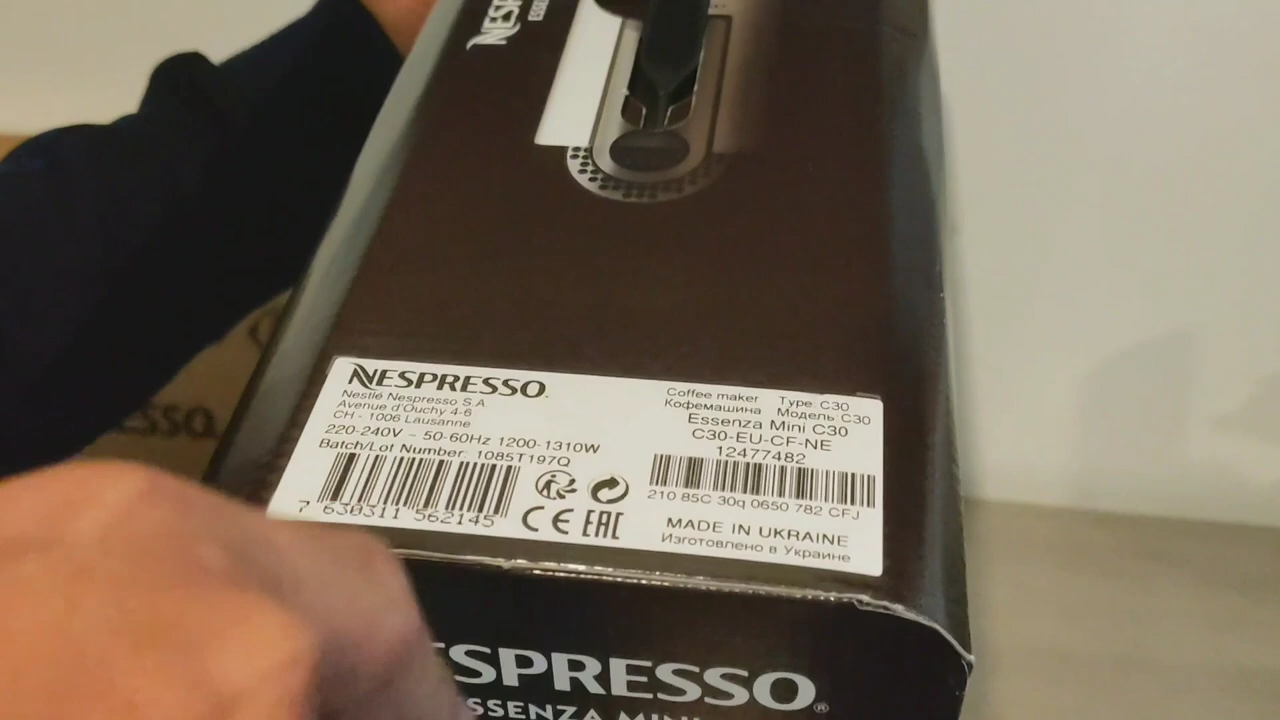 NESPRESSO
Nestlé Nespresso S.A.
Avenue d'Ouchy 4-6
CH - 1006 Lausanne
220-240V ~ 50-60Hz 1200-1310W
Batch/Lot Number: 1085T197Q
7 630311 562145
CE EAC
Coffee maker Type C30
Кофемашина Модель C30
Essenza Mini C30
C30-EU-CF-NE
12477482
210 85C 30q 0650 782 CFJ
MADE IN UKRAINE
Изготовлено в Украине
ESPRESSO®
SSENZA MINI